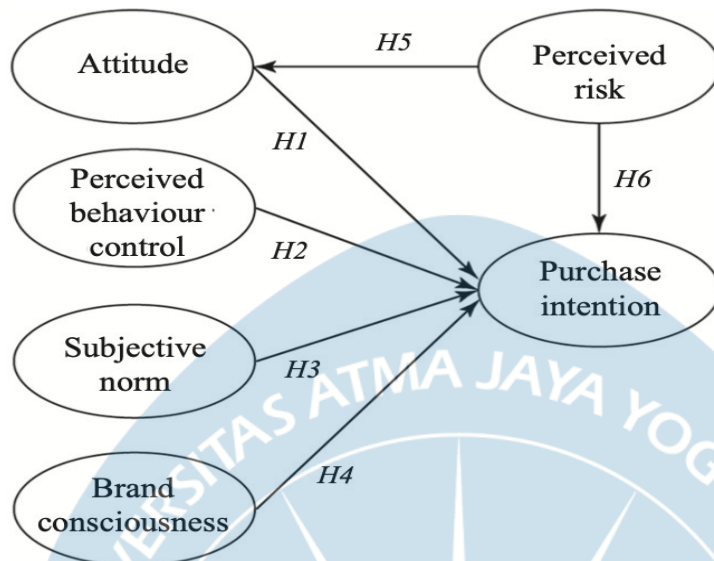 Attitude
H5
Perceived
risk
H1
Perceived
behaviour
control
H6
H2
Purchase
intention
Subjective
norm
H3
Brand
consciousness
H4
VERSITAS ATMA JAYA YOG